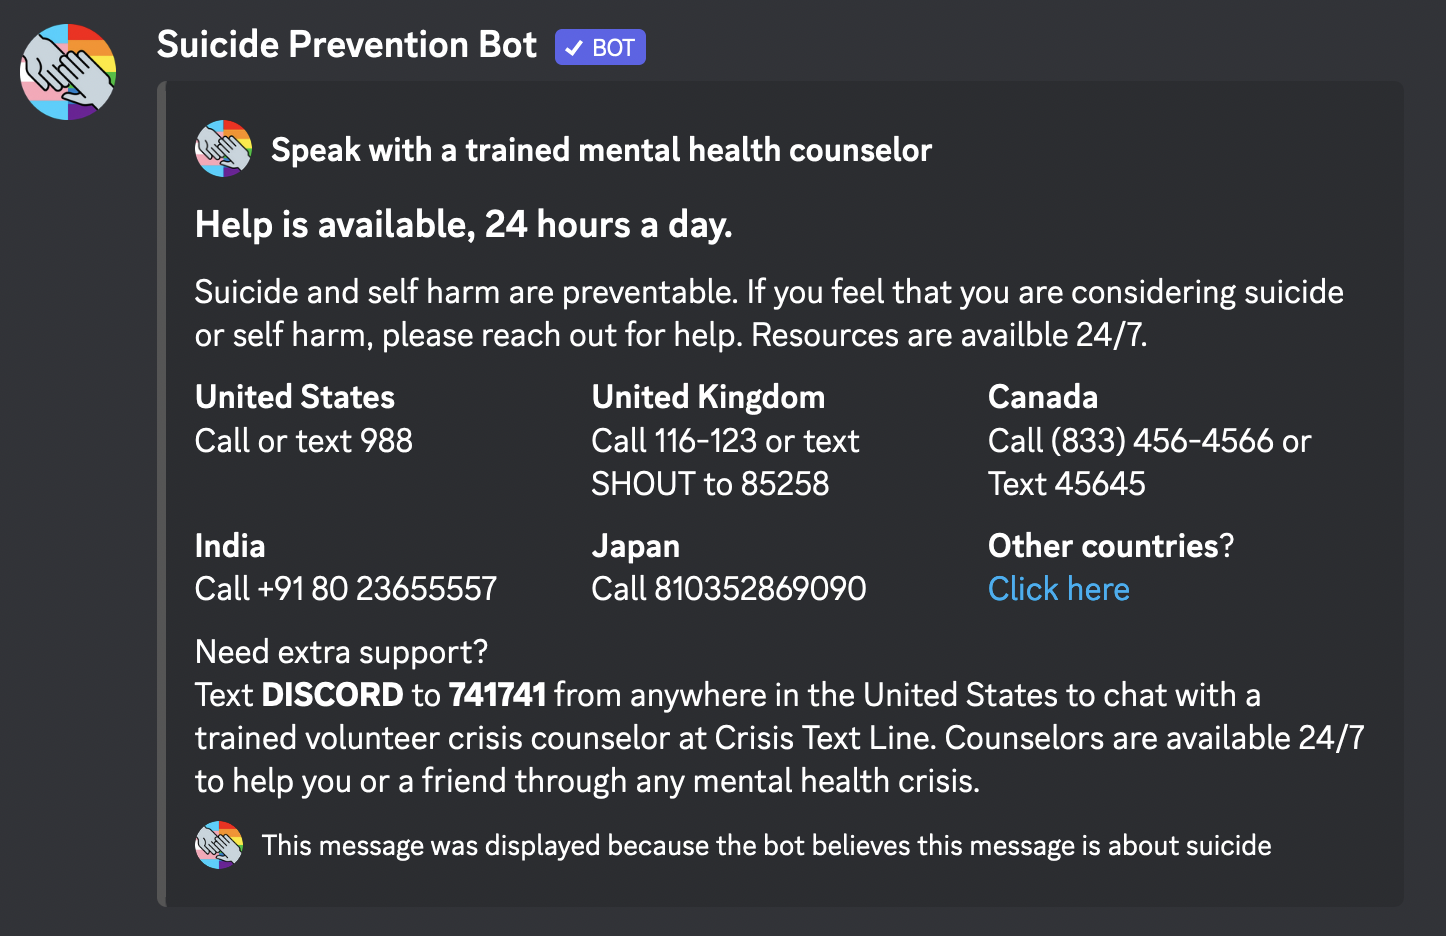 Suicide Prevention Bot ✓ BOT
Speak with a trained mental health counselor
Help is available, 24 hours a day.
Suicide and self harm are preventable. If you feel that you are considering suicide
or self harm, please reach out for help. Resources are availble 24/7.
United States
Call or text 988
United Kingdom
Call 116-123 or text
SHOUT to 85258
Canada
Call (833) 456-4566 or
Text 45645
India
Call +91 80 23655557
Japan
Call 810352869090
Other countries?
Click here
Need extra support?
Text DISCORD to 741741 from anywhere in the United States to chat with a
trained volunteer crisis counselor at Crisis Text Line. Counselors are available 24/7
to help you or a friend through any mental health crisis.
This message was displayed because the bot believes this message is about suicide